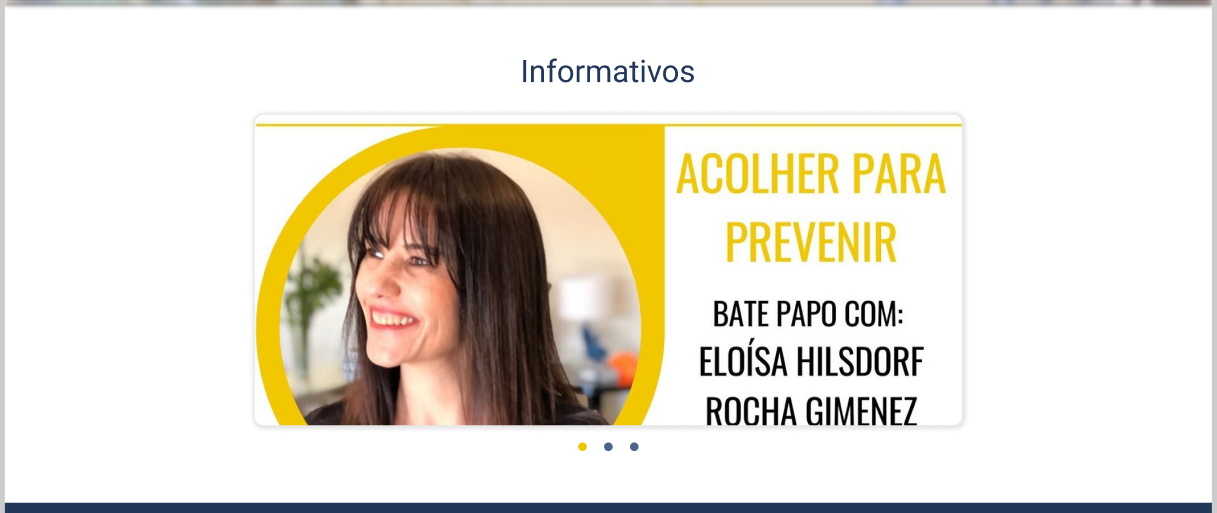 Informativos
ACOLHER PARA
PREVENIR
BATE PAPO COM:
ELOÍSA HILSDORF
ROCHA GIMENEZ